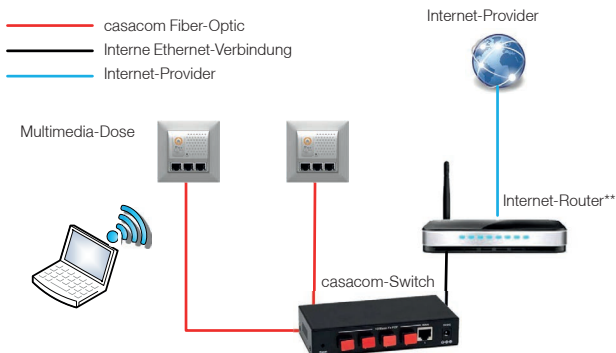 casacom Fiber-Optic
Interne Ethernet-Verbindung
Internet-Provider
Internet-Provider
Multimedia-Dose
Internet-Router**
casacom-Switch